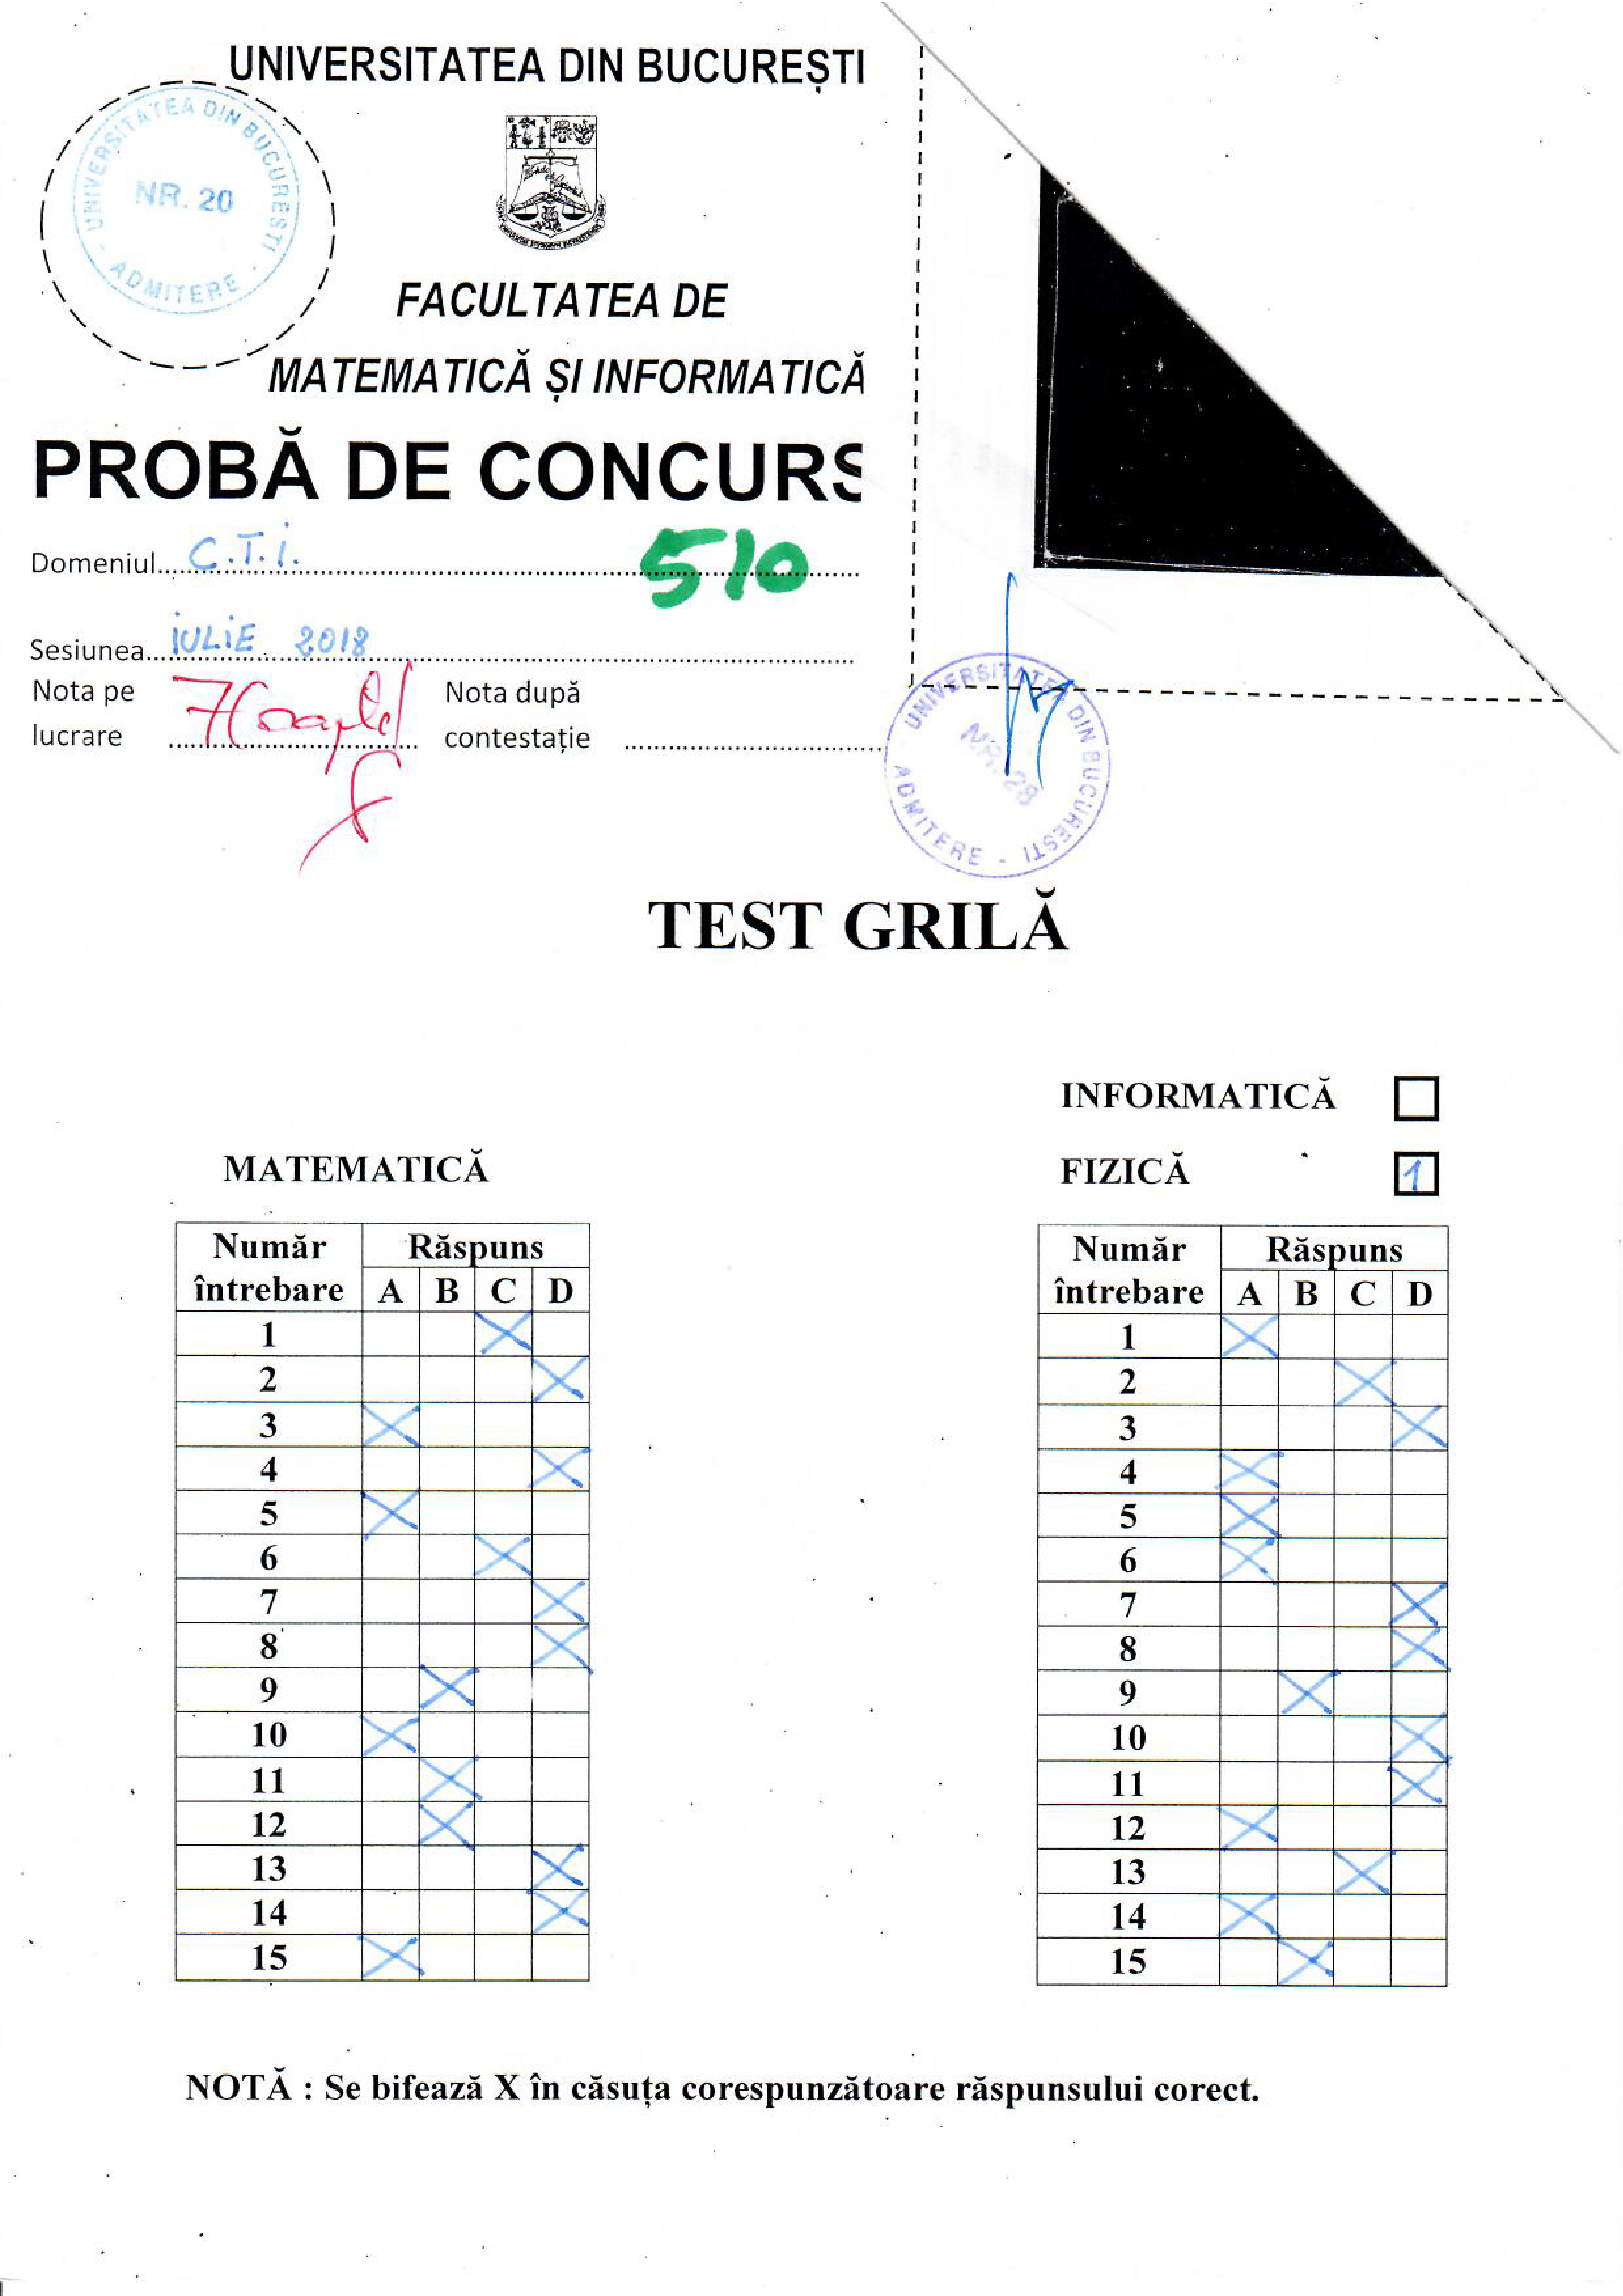 UNIVERSITATEA DIN BUCUREȘTI
UNIVERSITATEA DIN BUCUREȘTI - ADMITERE -
NR. 20
FACULTATEA DE
MATEMATICĂ ȘI INFORMATICĂ
PROBĂ DE CONCURS
Domeniul C.T.I. 510
Sesiunea IULIE 2018
Nota pe lucrare 7(șapte)
Nota după contestație
UNIVERSITATEA DIN BUCURESTI - ADMITERE
NR. 28
TEST GRILĂ
INFORMATICĂ
MATEMATICĂ
FIZICĂ 1
Număr întrebare Răspuns
A B C D
1 X
2 X
3 X
4 X
5 X
6 X
7 X
8 X
9 X
10 X
11 X
12 X
13 X
14 X
15 X
Număr întrebare Răspuns
A B C D
1 X
2 X
3 X
4 X
5 X
6 X
7 X
8 X
9 X
10 X
11 X
12 X
13 X
14 X
15 X
NOTĂ : Se bifează X în căsuța corespunzătoare răspunsului corect.